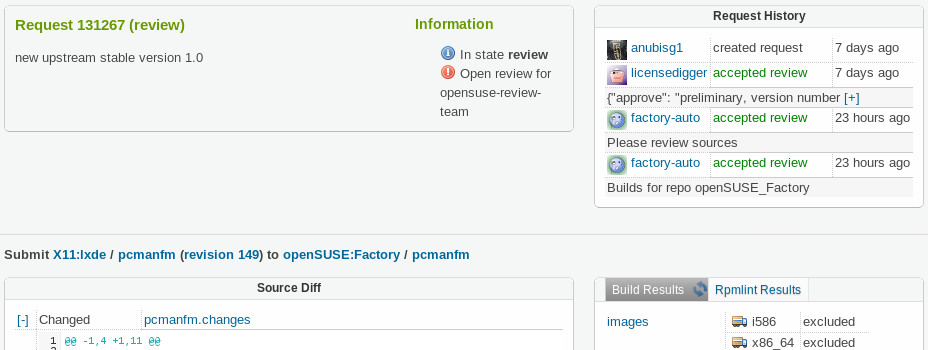 Request 131267 (review)
new upstream stable version 1.0
Information
In state review
Open review for
opensuse-review-
team
Request History
anubisg1 created request 7 days ago
licensedigger accepted review 7 days ago
{"approve": "preliminary, version number [+]
factory-auto accepted review 23 hours ago
Please review sources
factory-auto accepted review 23 hours ago
Builds for repo openSUSE_Factory
Submit X11:lxde / pcmanfm (revision 149) to openSUSE:Factory / pcmanfm
Source Diff
[-] Changed pcmanfm.changes
1 @@ -1,4 +1,11 @@
Build Results Rpmlint Results
images i586 excluded
x86_64 excluded